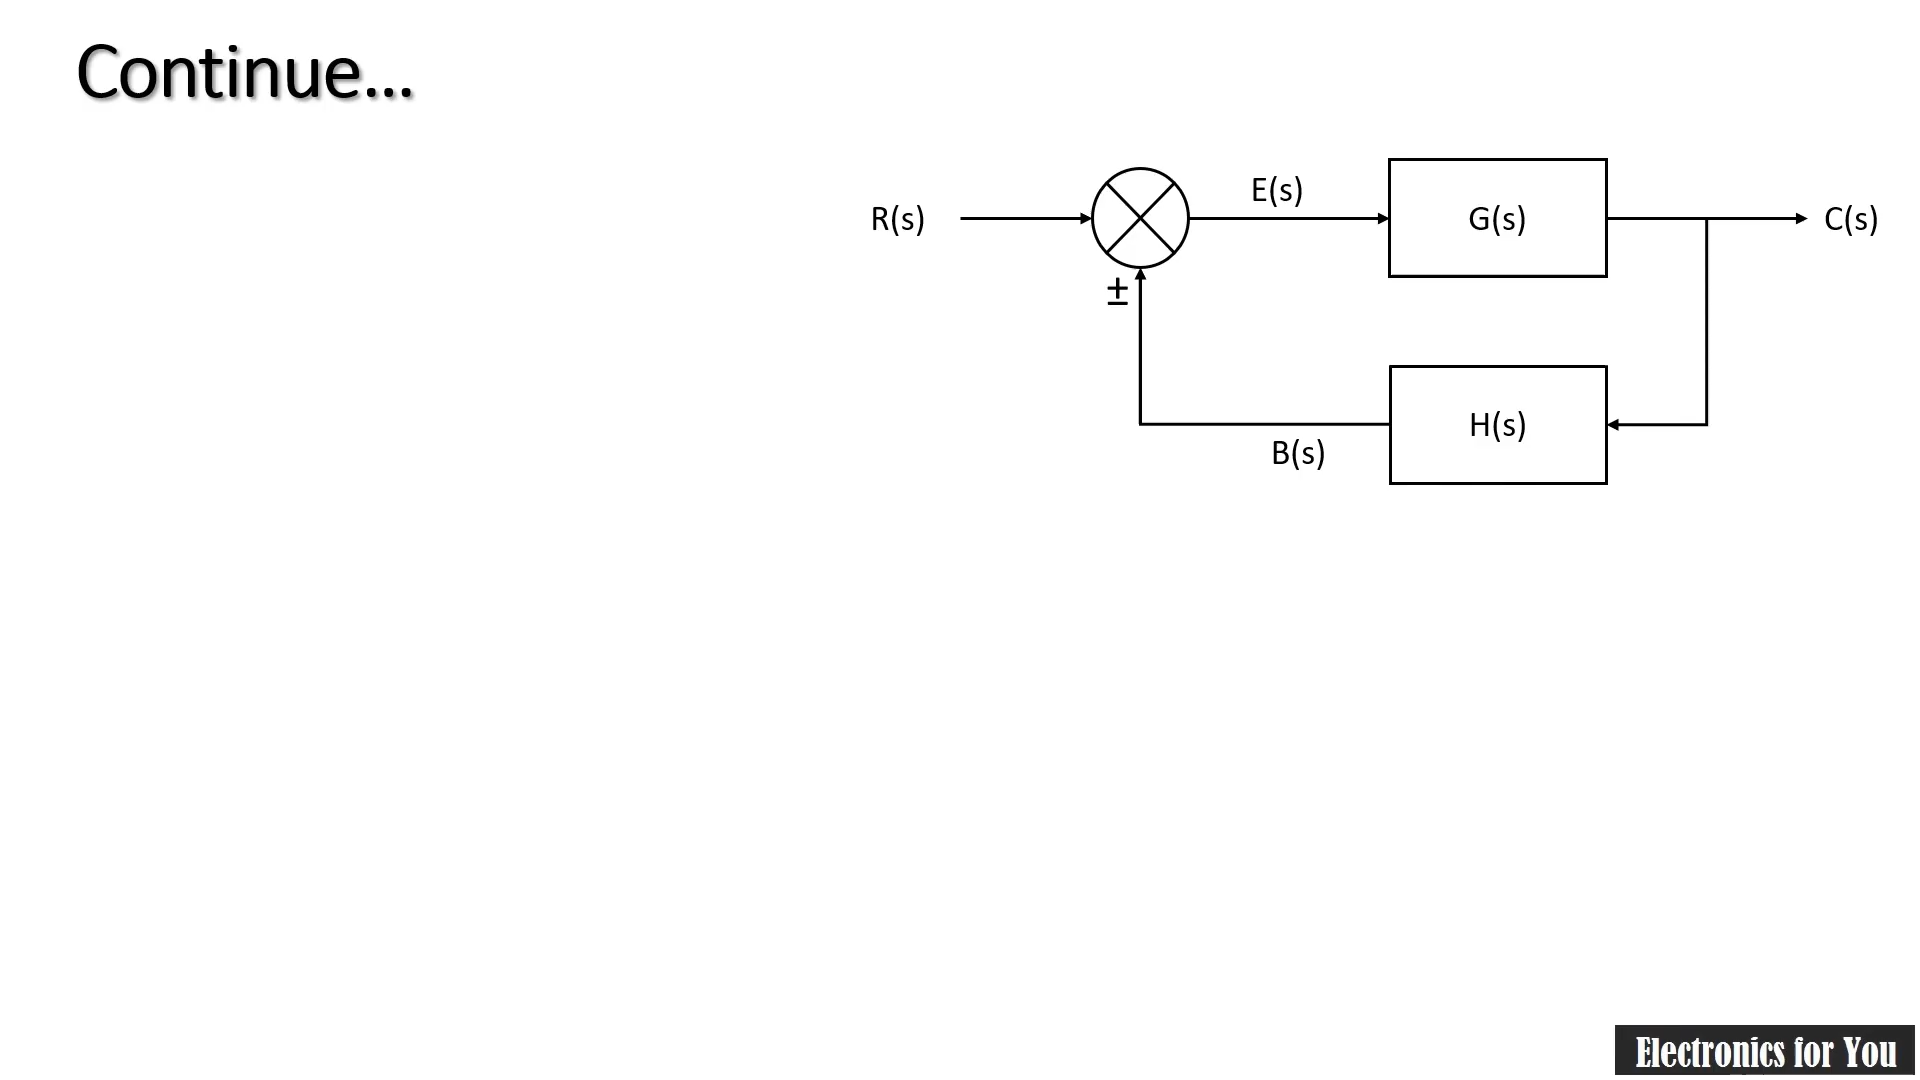 Continue...
R(s)
E(s)
G(s)
C(s)
±
H(s)
B(s)
Electronics for You